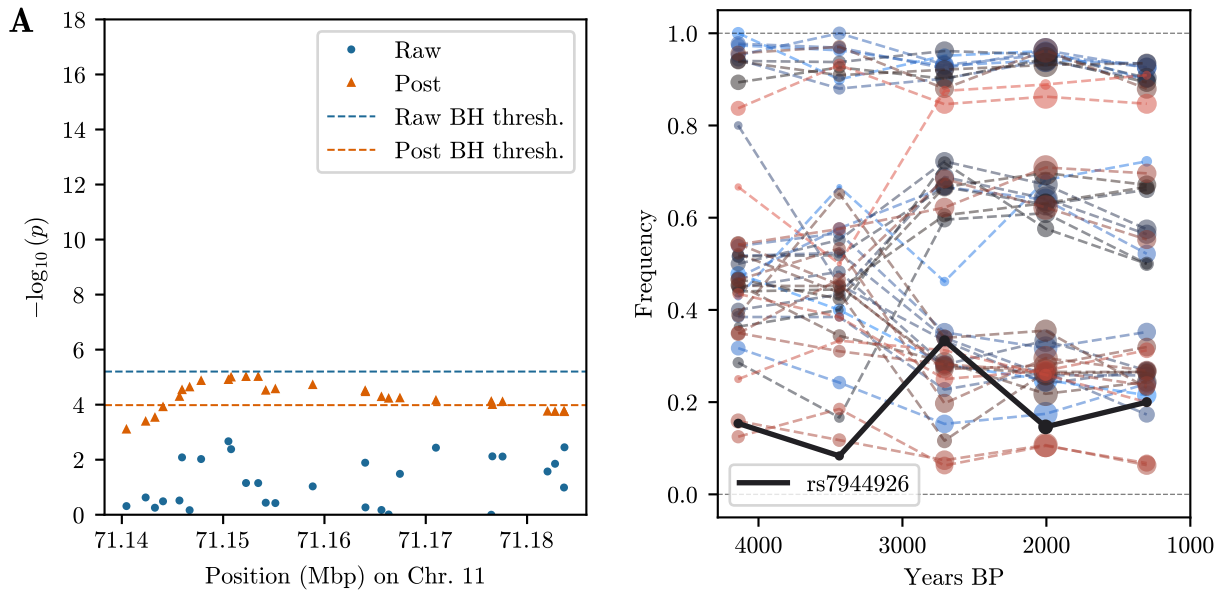 A
18
16
14
12
10
8
6
4
2
0
−log₁₀ (p)
Raw
Post
Raw BH thresh.
Post BH thresh.
71.14 71.15 71.16 71.17 71.18
Position (Mbp) on Chr. 11
1.0
0.8
0.6
0.4
0.2
0.0
Frequency
rs7944926
4000 3000 2000 1000
Years BP